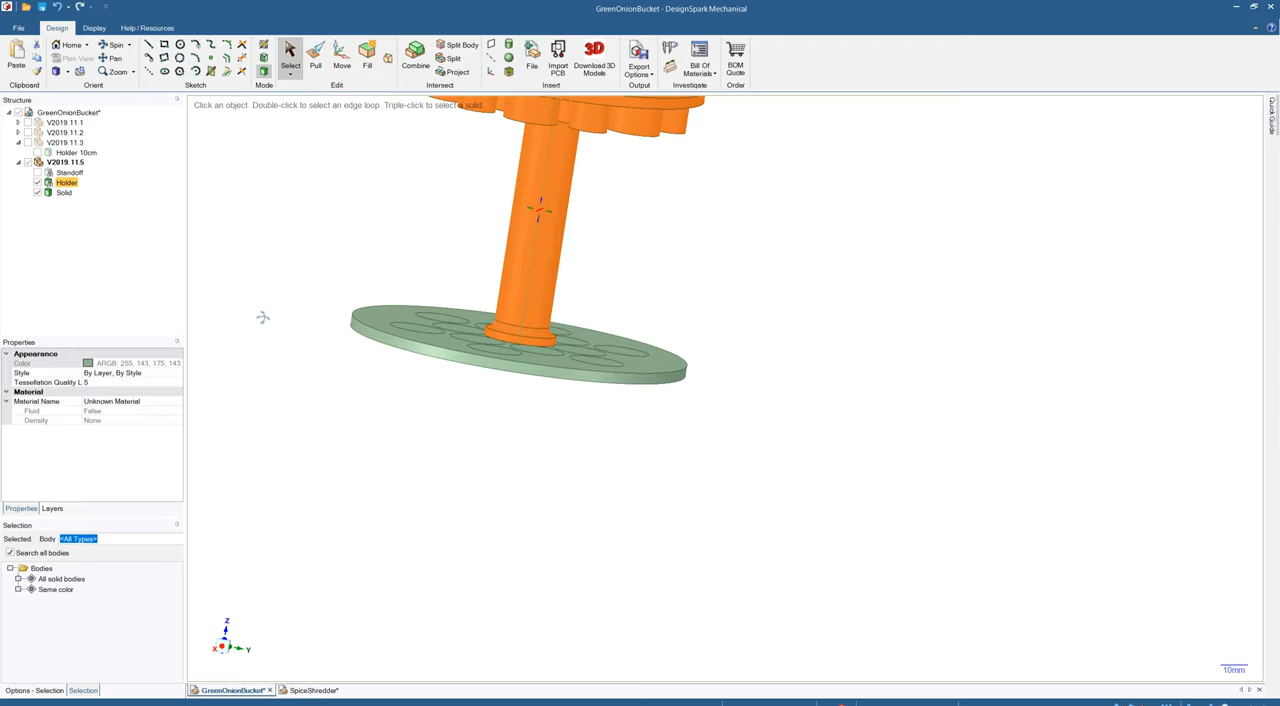 GreenOnionBucket - DesignSpark Mechanical
File Design Display Help / Resources
Paste
Home Spin
Plan View Pan
Zoom
Select Pull Move Fill
Combine
Split Body
Split
Project
File
Import PCB
Download 3D Models
Export Options
Bill Of Materials
BOM Quote
Clipboard Orient Sketch Mode Edit Intersect Insert Output Investigate Order
Structure
Click an object. Double-click to select an edge loop. Triple-click to select a solid.
Quick Guide
GreenOnionBucket*
V2019.11.1
V2019.11.2
V2019.11.3
Holder 10cm
V2019.11.5
Standoff
Holder
Solid
Properties
Appearance
Color ARGB: 255, 143, 175, 143
Style By Layer, By Style
Tessellation Quality L 5
Material
Material Name Unknown Material
Fluid False
Density None
Properties Layers
Selection
Selected: Body <All Types>
Search all bodies
Bodies
All solid bodies
Same color
Z
X
Y
10mm
Options - Selection Selection
GreenOnionBucket* SpiceShredder*